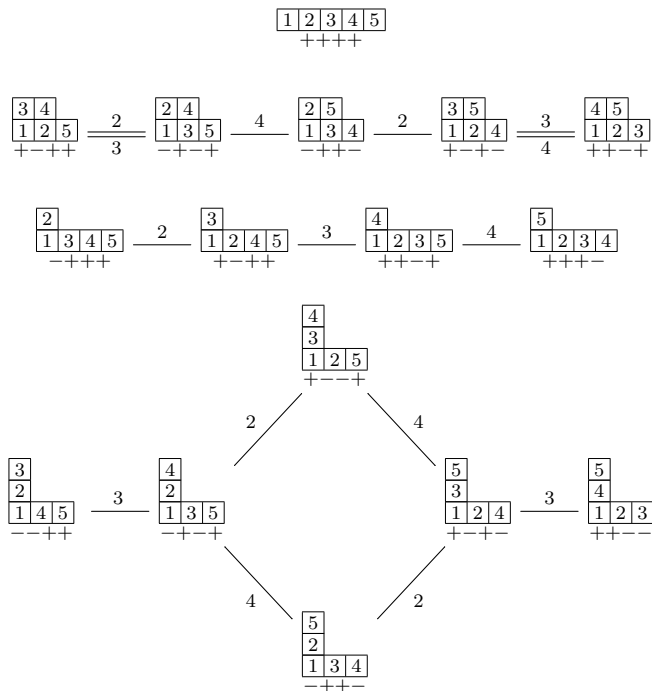 1 2 3 4 5
++++
3 4 2 4 2 5 3 5 4 5
1 2 5 2 1 3 5 4 1 3 4 2 1 2 4 3 1 2 3
+−++ 3 −+−+ −++− +−+− 4 ++−+
2 3 4 5
1 3 4 5 2 1 2 4 5 3 1 2 3 5 4 1 2 3 4
−+++ +−++ ++−+ +++−
4
3
1 2 5
+−−+
2 4
3 4 5 5
2 2 3 4
1 4 5 3 1 3 5 1 2 4 3 1 2 3
−−++ −+−+ +−+− ++−−
4 2
5
2
1 3 4
−++−